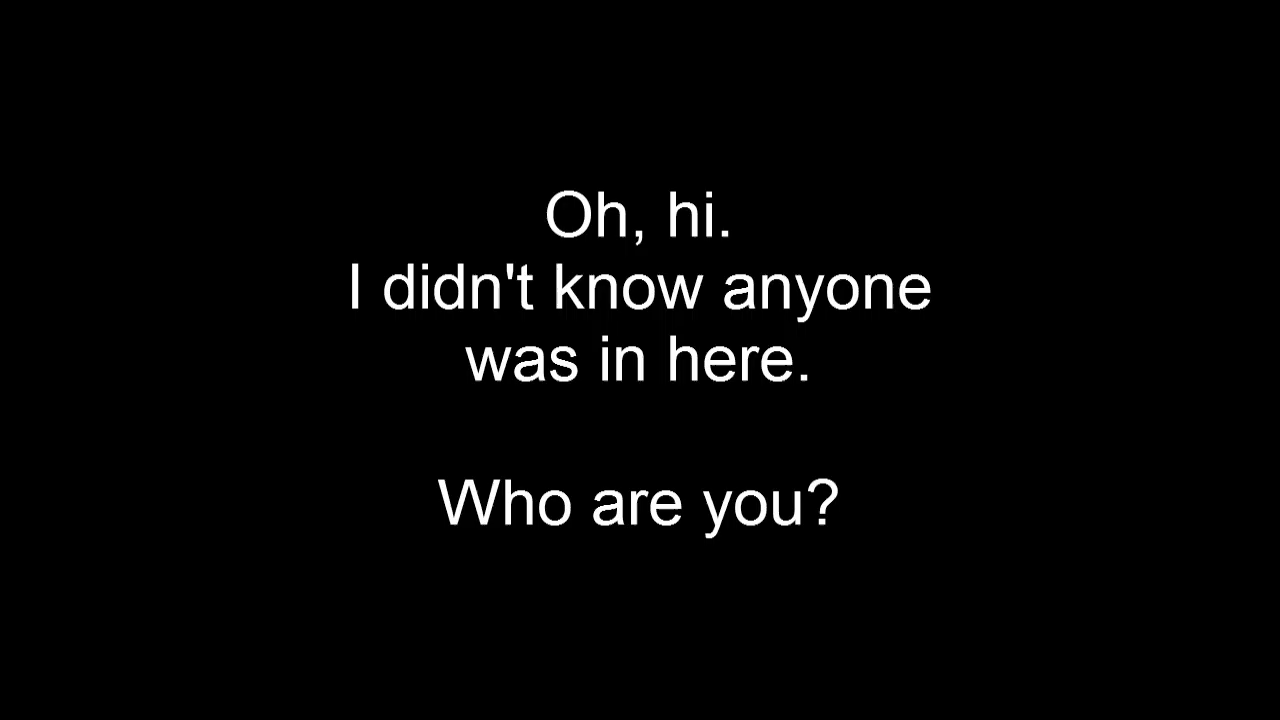 Oh, hi.
I didn't know anyone
was in here.
Who are you?